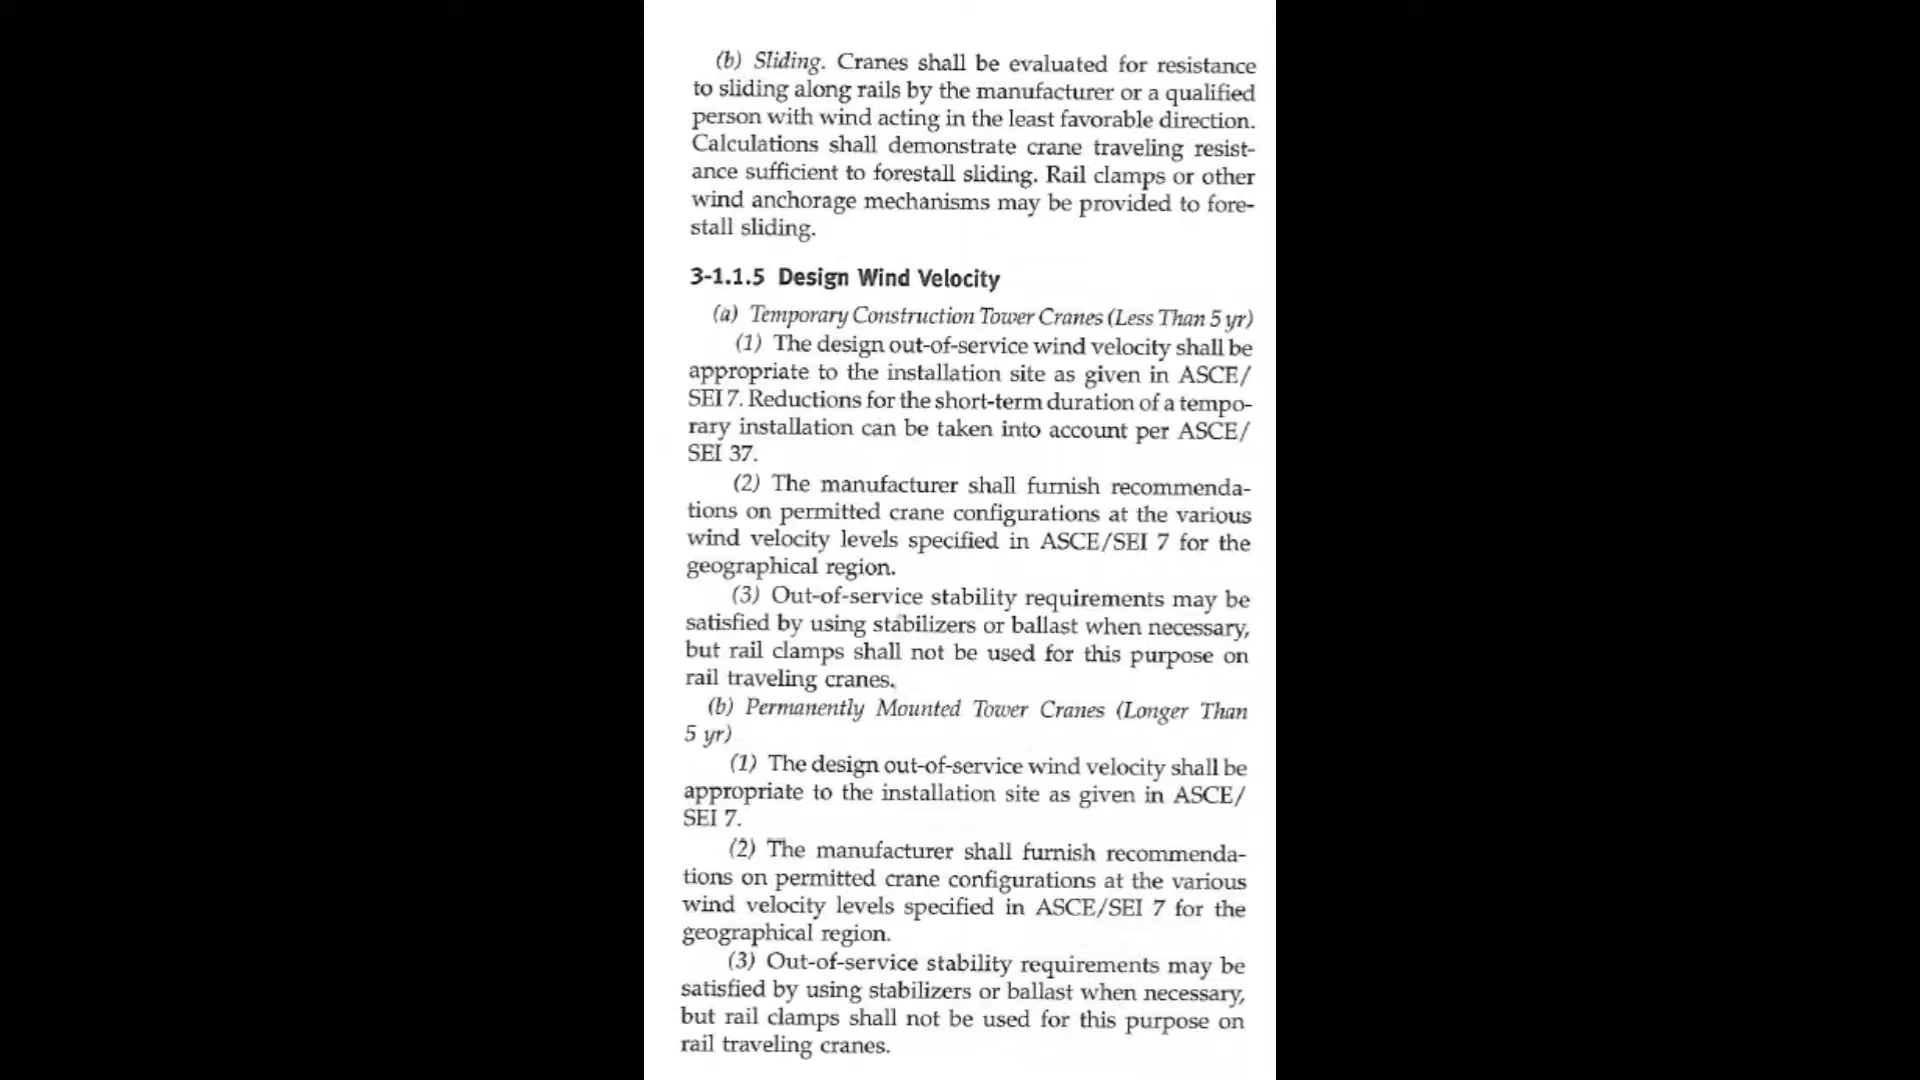 (b) Sliding. Cranes shall be evaluated for resistance
to sliding along rails by the manufacturer or a qualified
person with wind acting in the least favorable direction.
Calculations shall demonstrate crane traveling resist-
ance sufficient to forestall sliding. Rail clamps or other
wind anchorage mechanisms may be provided to fore-
stall sliding.
3-1.1.5 Design Wind Velocity
(a) Temporary Construction Tower Cranes (Less Than 5 yr)
(1) The design out-of-service wind velocity shall be
appropriate to the installation site as given in ASCE/
SEI 7. Reductions for the short-term duration of a tempo-
rary installation can be taken into account per ASCE/
SEI 37.
(2) The manufacturer shall furnish recommenda-
tions on permitted crane configurations at the various
wind velocity levels specified in ASCE/SEI 7 for the
geographical region.
(3) Out-of-service stability requirements may be
satisfied by using stabilizers or ballast when necessary,
but rail clamps shall not be used for this purpose on
rail traveling cranes.
(b) Permanently Mounted Tower Cranes (Longer Than
5 yr)
(1) The design out-of-service wind velocity shall be
appropriate to the installation site as given in ASCE/
SEI 7.
(2) The manufacturer shall furnish recommenda-
tions on permitted crane configurations at the various
wind velocity levels specified in ASCE/SEI 7 for the
geographical region.
(3) Out-of-service stability requirements may be
satisfied by using stabilizers or ballast when necessary,
but rail clamps shall not be used for this purpose on
rail traveling cranes.